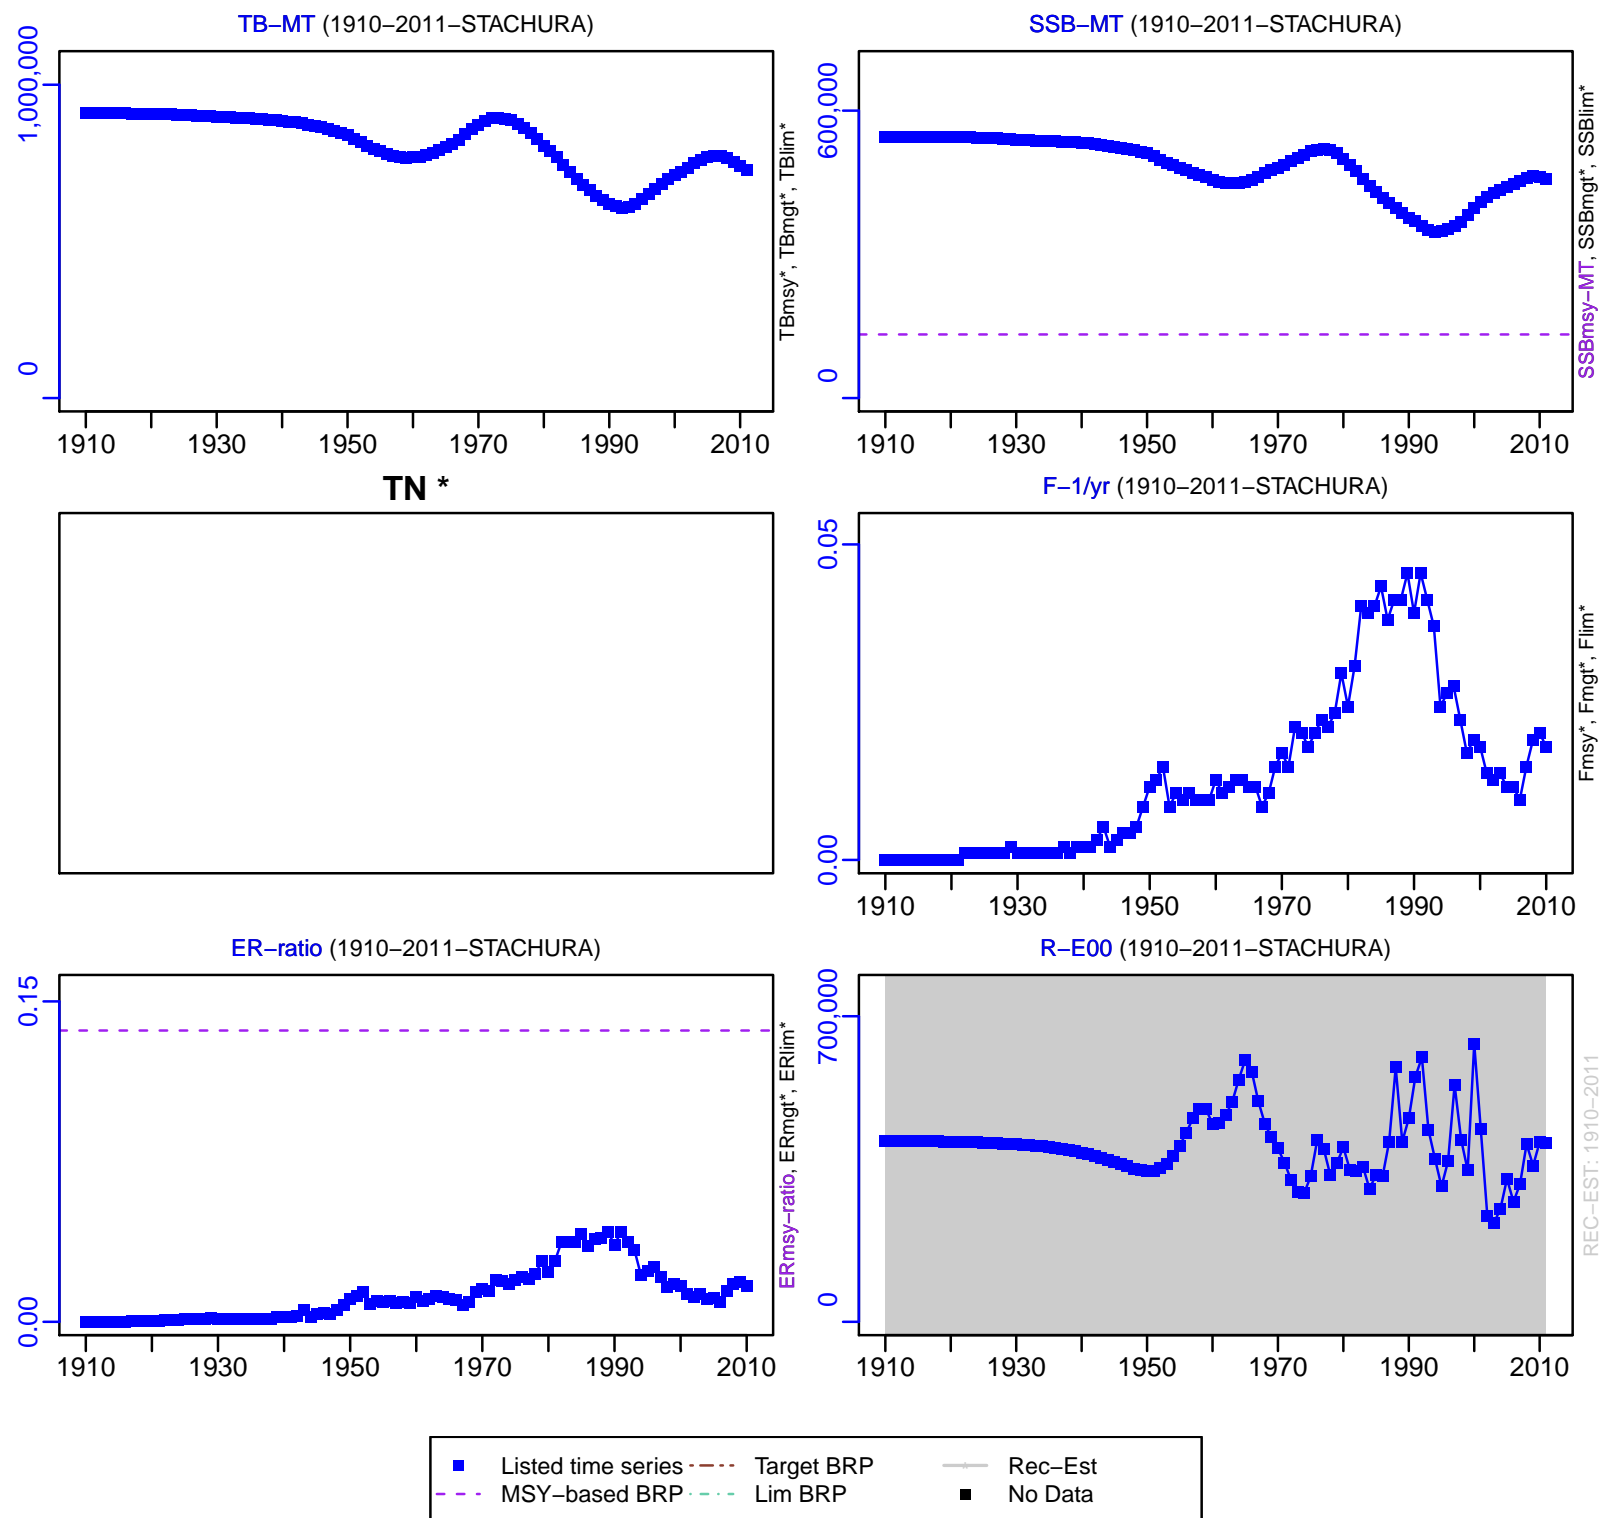 TB−MT (1910−2011−STACHURA)
1,000,000
0
1910 1930 1950 1970 1990 2010
TBmsy*, TBmgt*, TBlim*
SSB−MT (1910−2011−STACHURA)
600,000
0
1910 1930 1950 1970 1990 2010
SSBmsy−MT, SSBmgt*, SSBlim*
TN *
F−1/yr (1910−2011−STACHURA)
0.05
0.00
1910 1930 1950 1970 1990 2010
Fmsy*, Fmgt*, Flim*
ER−ratio (1910−2011−STACHURA)
0.15
0.00
1910 1930 1950 1970 1990 2010
ERmsy−ratio, ERmgt*, ERlim*
R−E00 (1910−2011−STACHURA)
700,000
0
1910 1930 1950 1970 1990 2010
REC−EST: 1910−2011
Listed time series Target BRP Rec−Est
MSY−based BRP Lim BRP No Data